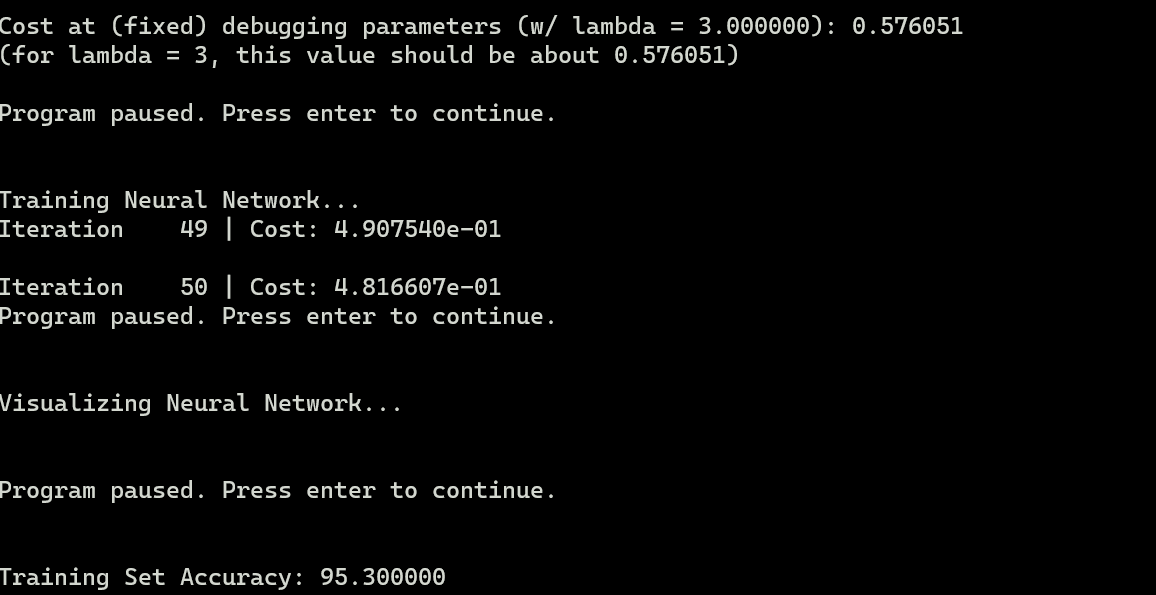 Cost at (fixed) debugging parameters (w/ lambda = 3.000000): 0.576051
(for lambda = 3, this value should be about 0.576051)
Program paused. Press enter to continue.
Training Neural Network...
Iteration    49 | Cost: 4.907540e-01
Iteration    50 | Cost: 4.816607e-01
Program paused. Press enter to continue.
Visualizing Neural Network...
Program paused. Press enter to continue.
Training Set Accuracy: 95.300000